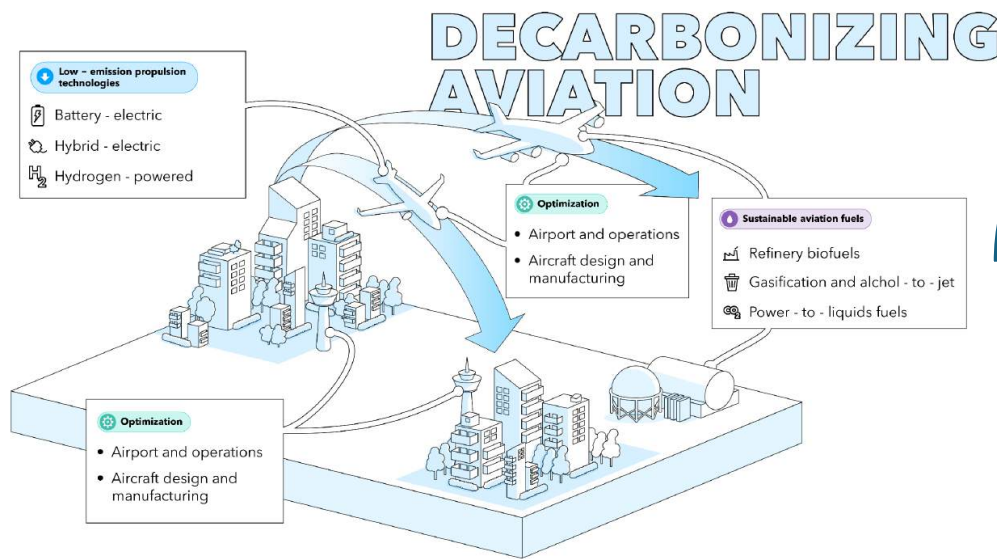 DECARBONIZING
AVIATION
Low - emission propulsion
technologies
Battery - electric
Hybrid - electric
H2 Hydrogen - powered
Optimization
• Airport and operations
• Aircraft design and
manufacturing
Sustainable aviation fuels
Refinery biofuels
Gasification and alchol - to - jet
CO2 Power - to - liquids fuels
Optimization
• Airport and operations
• Aircraft design and
manufacturing